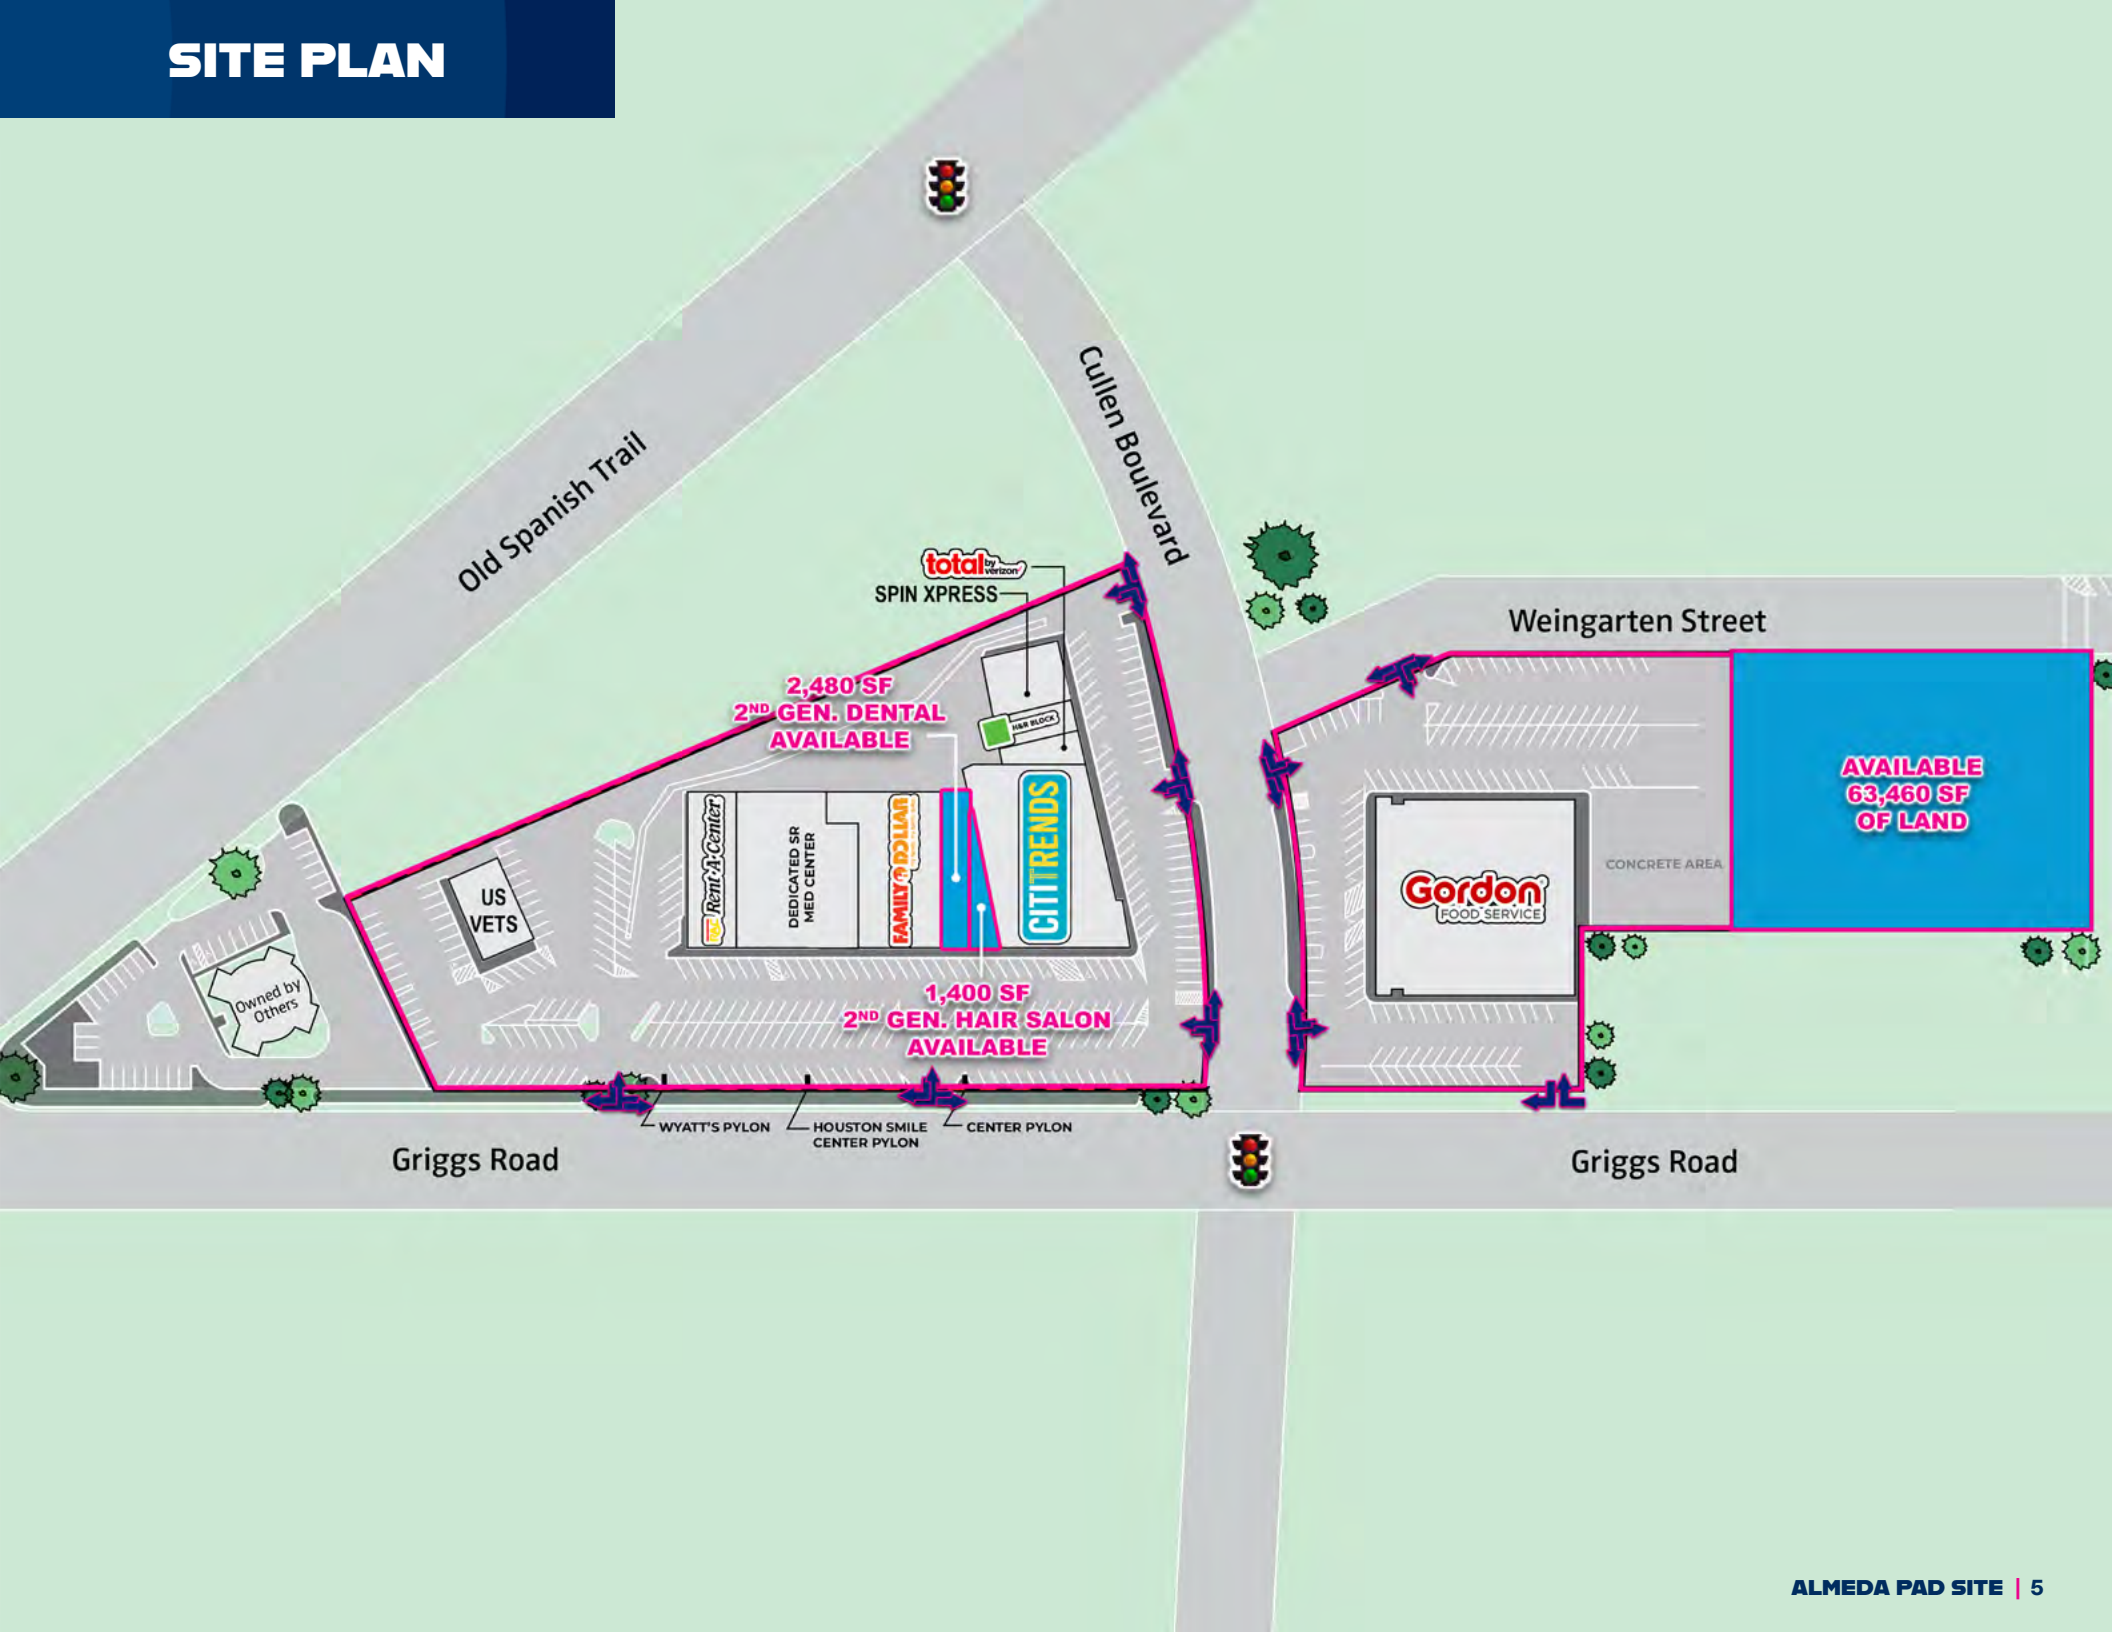 SITE PLAN
Old Spanish Trail
Cullen Boulevard
total by verizon
SPIN XPRESS
Weingarten Street
2,480 SF
2ND GEN. DENTAL
AVAILABLE
H&R BLOCK
AVAILABLE
63,460 SF
OF LAND
Rent-A-Center
DEDICATED SR
MED CENTER
FAMILY DOLLAR
CITITRENDS
CONCRETE AREA
Gordon
FOOD SERVICE
US
VETS
Owned by
Others
1,400 SF
2ND GEN. HAIR SALON
AVAILABLE
WYATT'S PYLON
HOUSTON SMILE
CENTER PYLON
CENTER PYLON
Griggs Road
Griggs Road
ALMEDA PAD SITE | 5